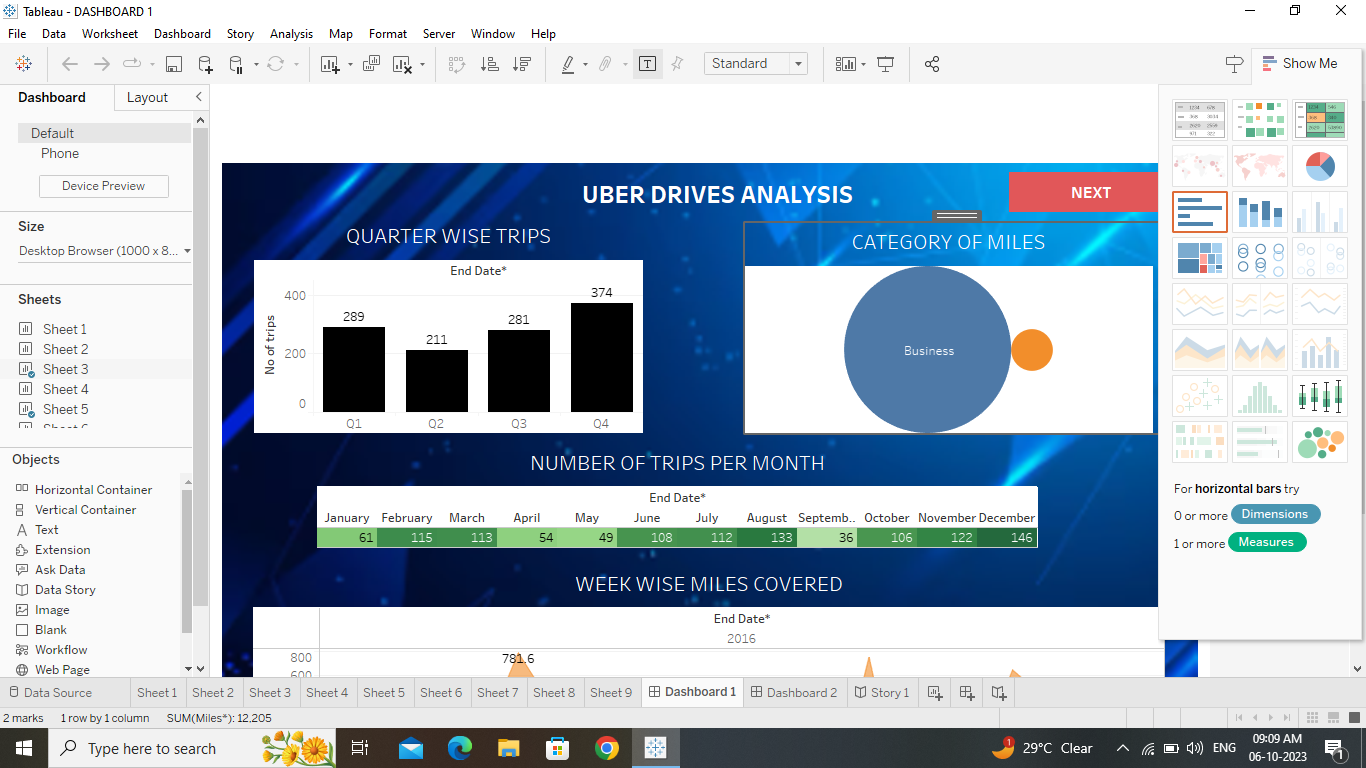 Tableau - DASHBOARD 1
File Data Worksheet Dashboard Story Analysis Map Format Server Window Help
Standard
Show Me
Dashboard Layout
Default
Phone
Device Preview
Size
Desktop Browser (1000 x 8...
Sheets
Sheet 1
Sheet 2
Sheet 3
Sheet 4
Sheet 5
Objects
Horizontal Container
Vertical Container
Text
Extension
Ask Data
Data Story
Image
Blank
Workflow
Web Page
UBER DRIVES ANALYSIS
NEXT
QUARTER WISE TRIPS
End Date*
No of trips
400
200
0
289
211
281
374
Q1 Q2 Q3 Q4
CATEGORY OF MILES
Business
NUMBER OF TRIPS PER MONTH
End Date*
January February March April May June July August Septemb.. October November December
61 115 113 54 49 108 112 133 36 106 122 146
WEEK WISE MILES COVERED
End Date*
2016
800
600
781.6
For horizontal bars try
0 or more Dimensions
1 or more Measures
Data Source Sheet 1 Sheet 2 Sheet 3 Sheet 4 Sheet 5 Sheet 6 Sheet 7 Sheet 8 Sheet 9 Dashboard 1 Dashboard 2 Story 1
2 marks 1 row by 1 column SUM(Miles*): 12,205
Type here to search
1
29°C Clear
ENG
09:09 AM
06-10-2023
1